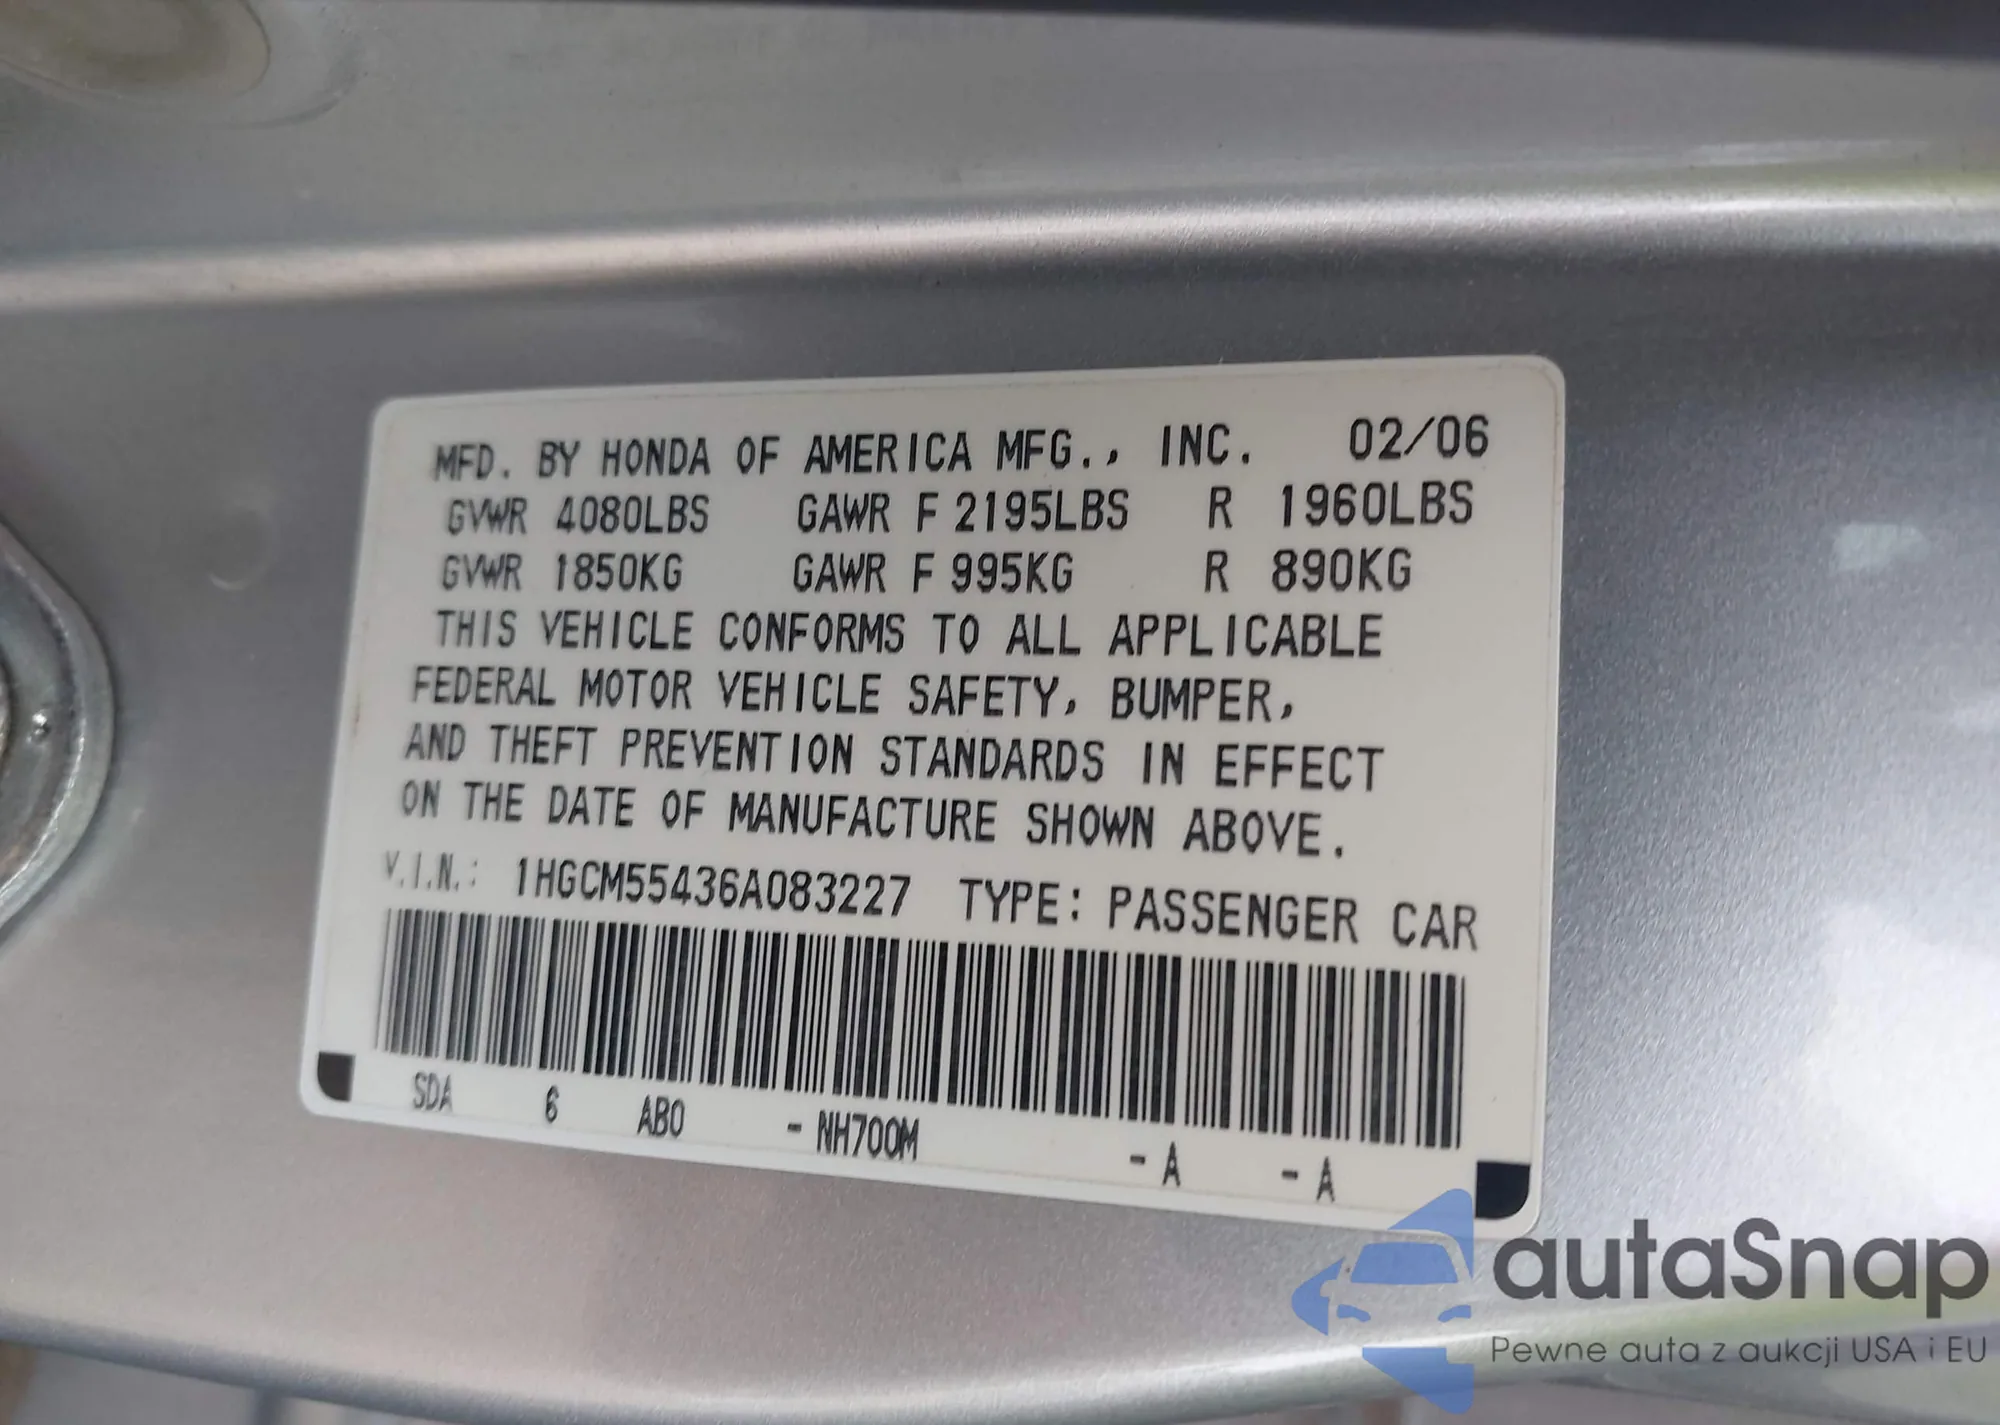 MFD. BY HONDA OF AMERICA MFG., INC. 02/06
GVWR 4080LBS GAWR F 2195LBS R 1960LBS
GVWR 1850KG GAWR F 995KG R 890KG
THIS VEHICLE CONFORMS TO ALL APPLICABLE
FEDERAL MOTOR VEHICLE SAFETY, BUMPER,
AND THEFT PREVENTION STANDARDS IN EFFECT
ON THE DATE OF MANUFACTURE SHOWN ABOVE.
V.I.N.: 1HGCM55436A083227 TYPE: PASSENGER CAR
SDA 6 AB0 - NH700M - A - A
autaSnap
Pewne auta z aukcji USA i EU